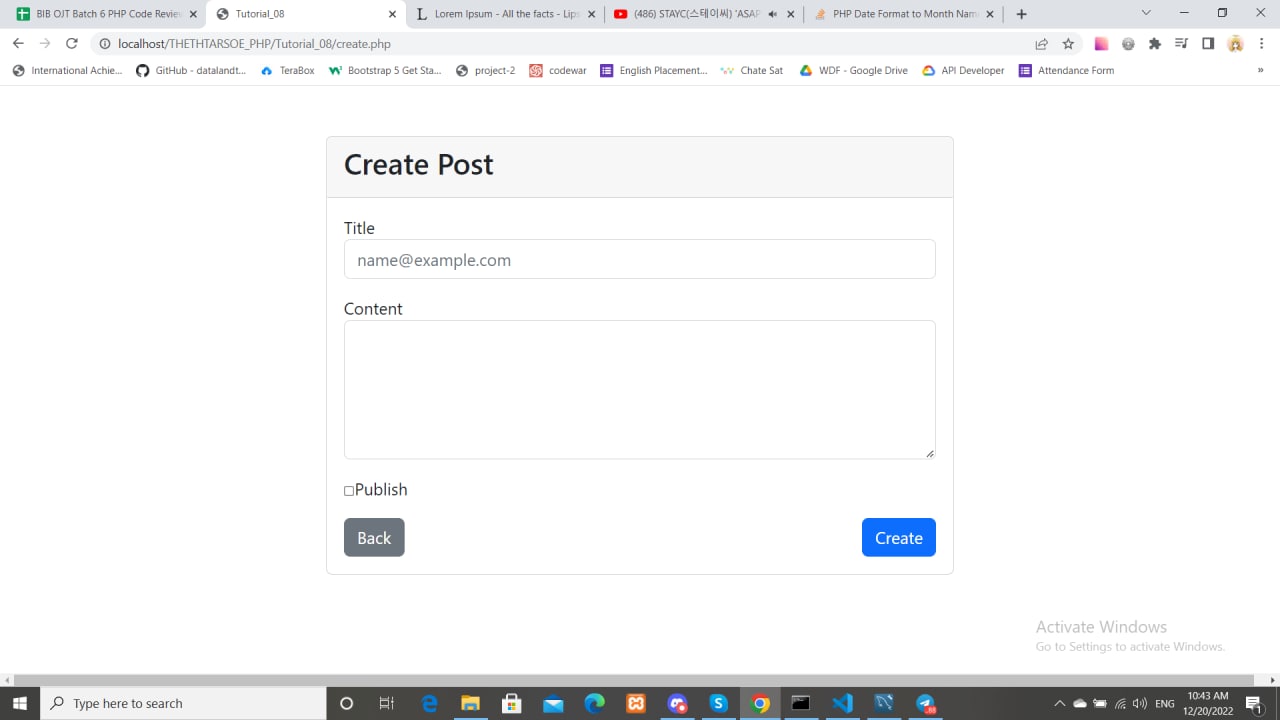 BIB OJT Batch 6 PHP Code Review
Tutorial_08
Lorem Ipsum - All the facts - Lips
(486) STAYC(스테이씨) 'ASAP
PHP Date Format to Month Nam
localhost/THETHTARSOE_PHP/Tutorial_08/create.php
International Achie...
GitHub - datalandt...
TeraBox
Bootstrap 5 Get Sta...
project-2
codewar
English Placement...
Chate Sat
WDF - Google Drive
API Developer
Attendance Form
»
Create Post
Title
name@example.com
Content
Publish
Back
Create
Activate Windows
Go to Settings to activate Windows.
Type here to search
ENG
10:43 AM
12/20/2022
1